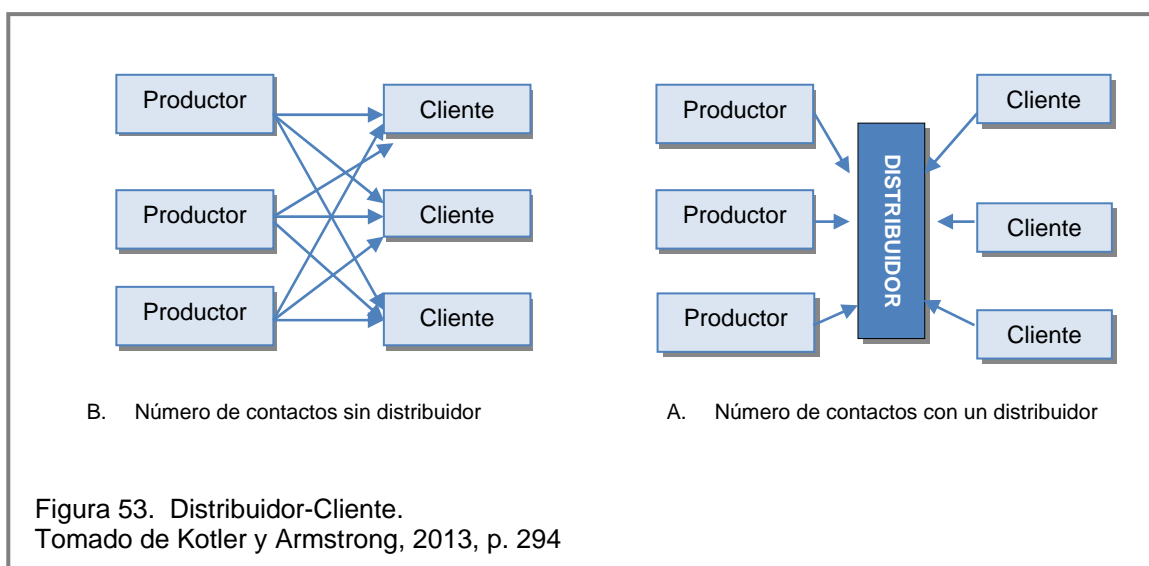 Productor
Cliente
Productor
Cliente
Productor
Cliente
B. Número de contactos sin distribuidor
Productor
Productor
Productor
DISTRIBUIDOR
Cliente
Cliente
Cliente
A. Número de contactos con un distribuidor
Figura 53. Distribuidor-Cliente.
Tomado de Kotler y Armstrong, 2013, p. 294